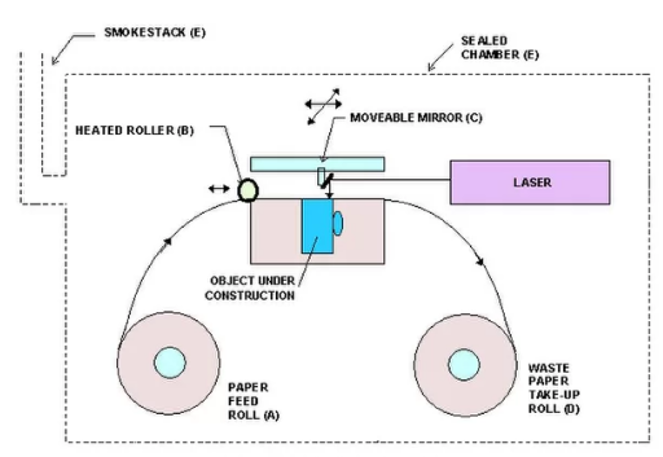 SMOKESTACK (E)
SEALED
CHAMBER (E)
MOVEABLE MIRROR (C)
HEATED ROLLER (B)
LASER
OBJECT UNDER
CONSTRUCTION
PAPER
FEED
ROLL (A)
WASTE
PAPER
TAKE-UP
ROLL (D)